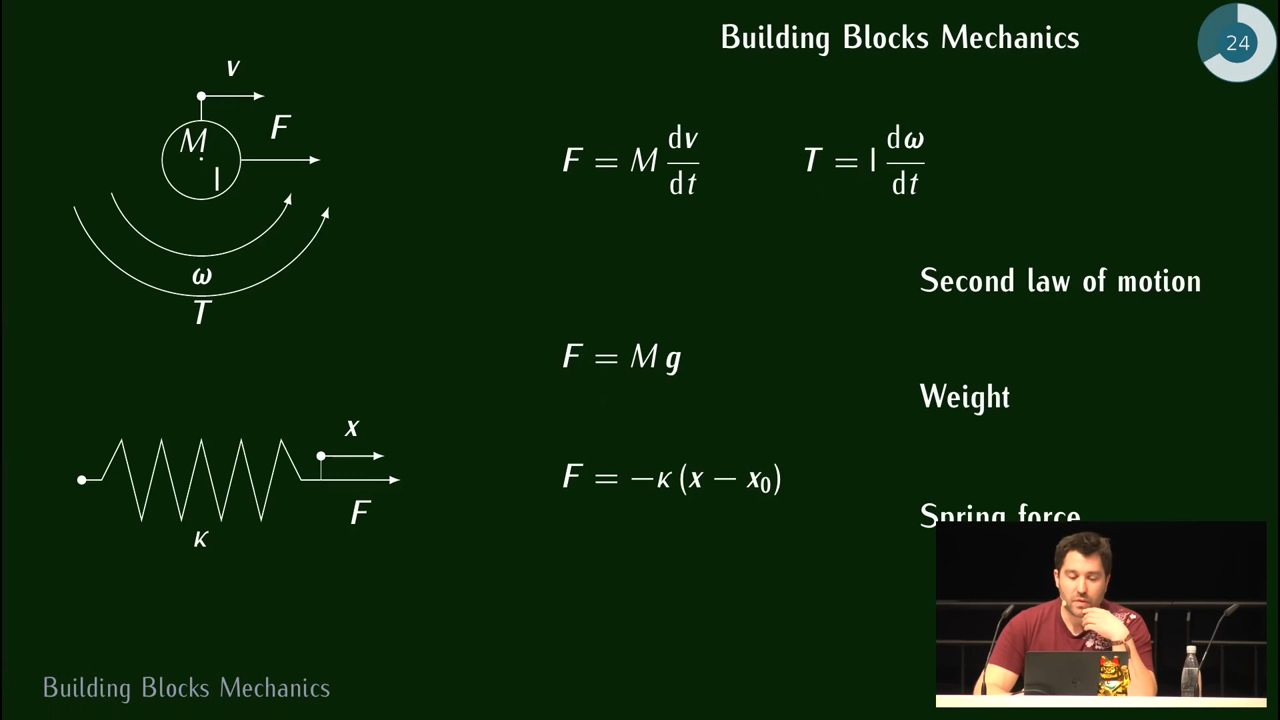 Building Blocks Mechanics
24
v
M
F
I
ω
T
F = M dv/dt
T = I dω/dt
Second law of motion
F = M g
Weight
x
F
κ
F = −κ (x − x₀)
Spring force
Building Blocks Mechanics